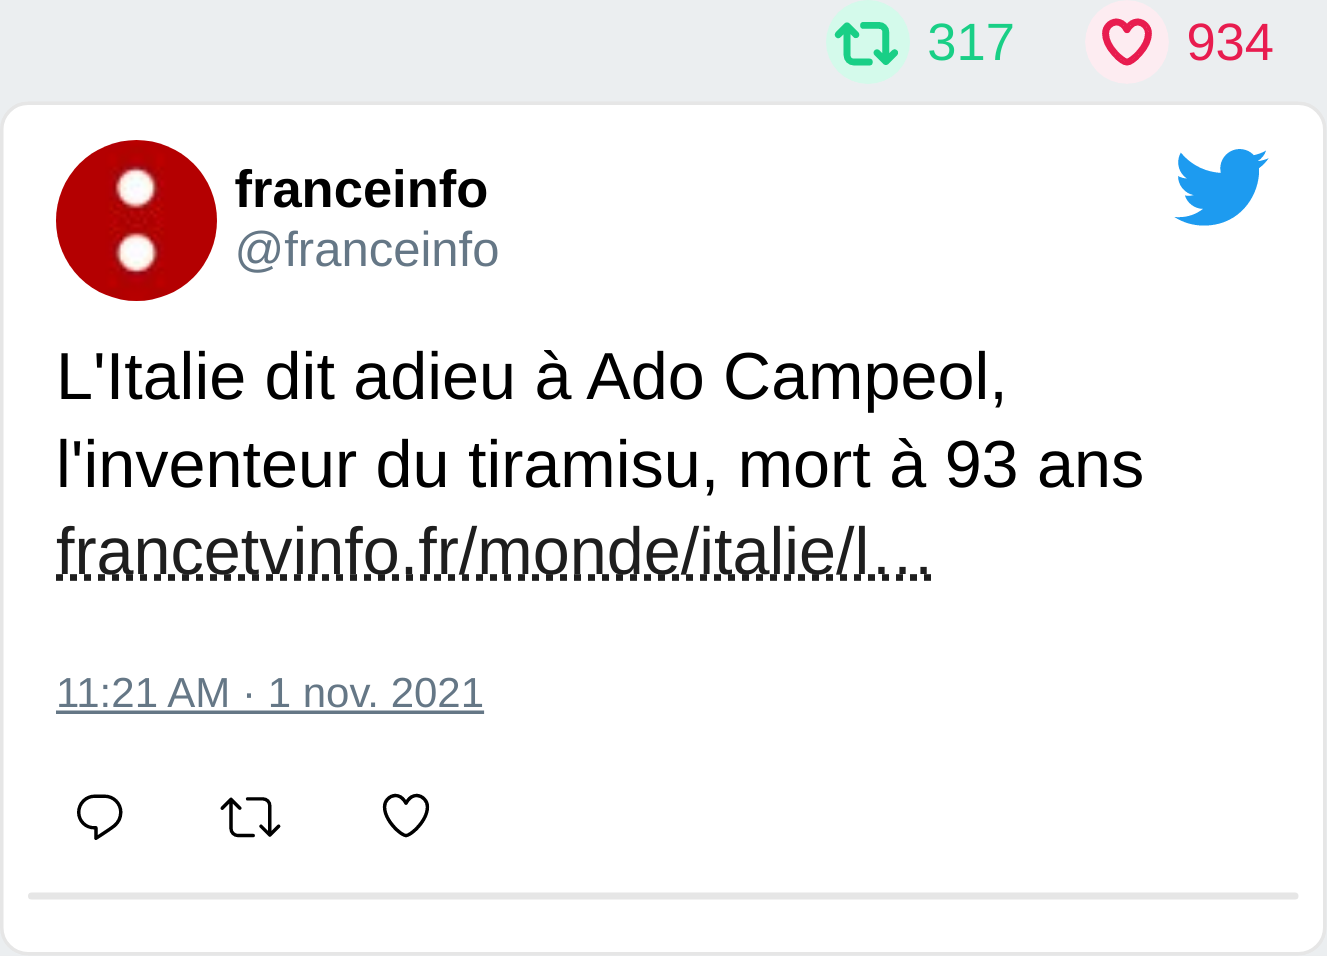 317 934
franceinfo
@franceinfo
L'Italie dit adieu à Ado Campeol,
l'inventeur du tiramisu, mort à 93 ans
francetvinfo.fr/monde/italie/l…
11:21 AM · 1 nov. 2021